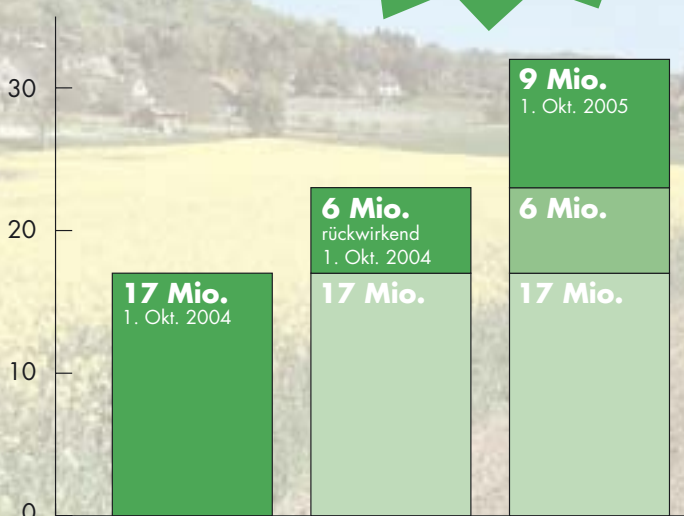 30
20
10
0
17 Mio.
1. Okt. 2004
6 Mio.
rückwirkend
1. Okt. 2004
17 Mio.
9 Mio.
1. Okt. 2005
6 Mio.
17 Mio.